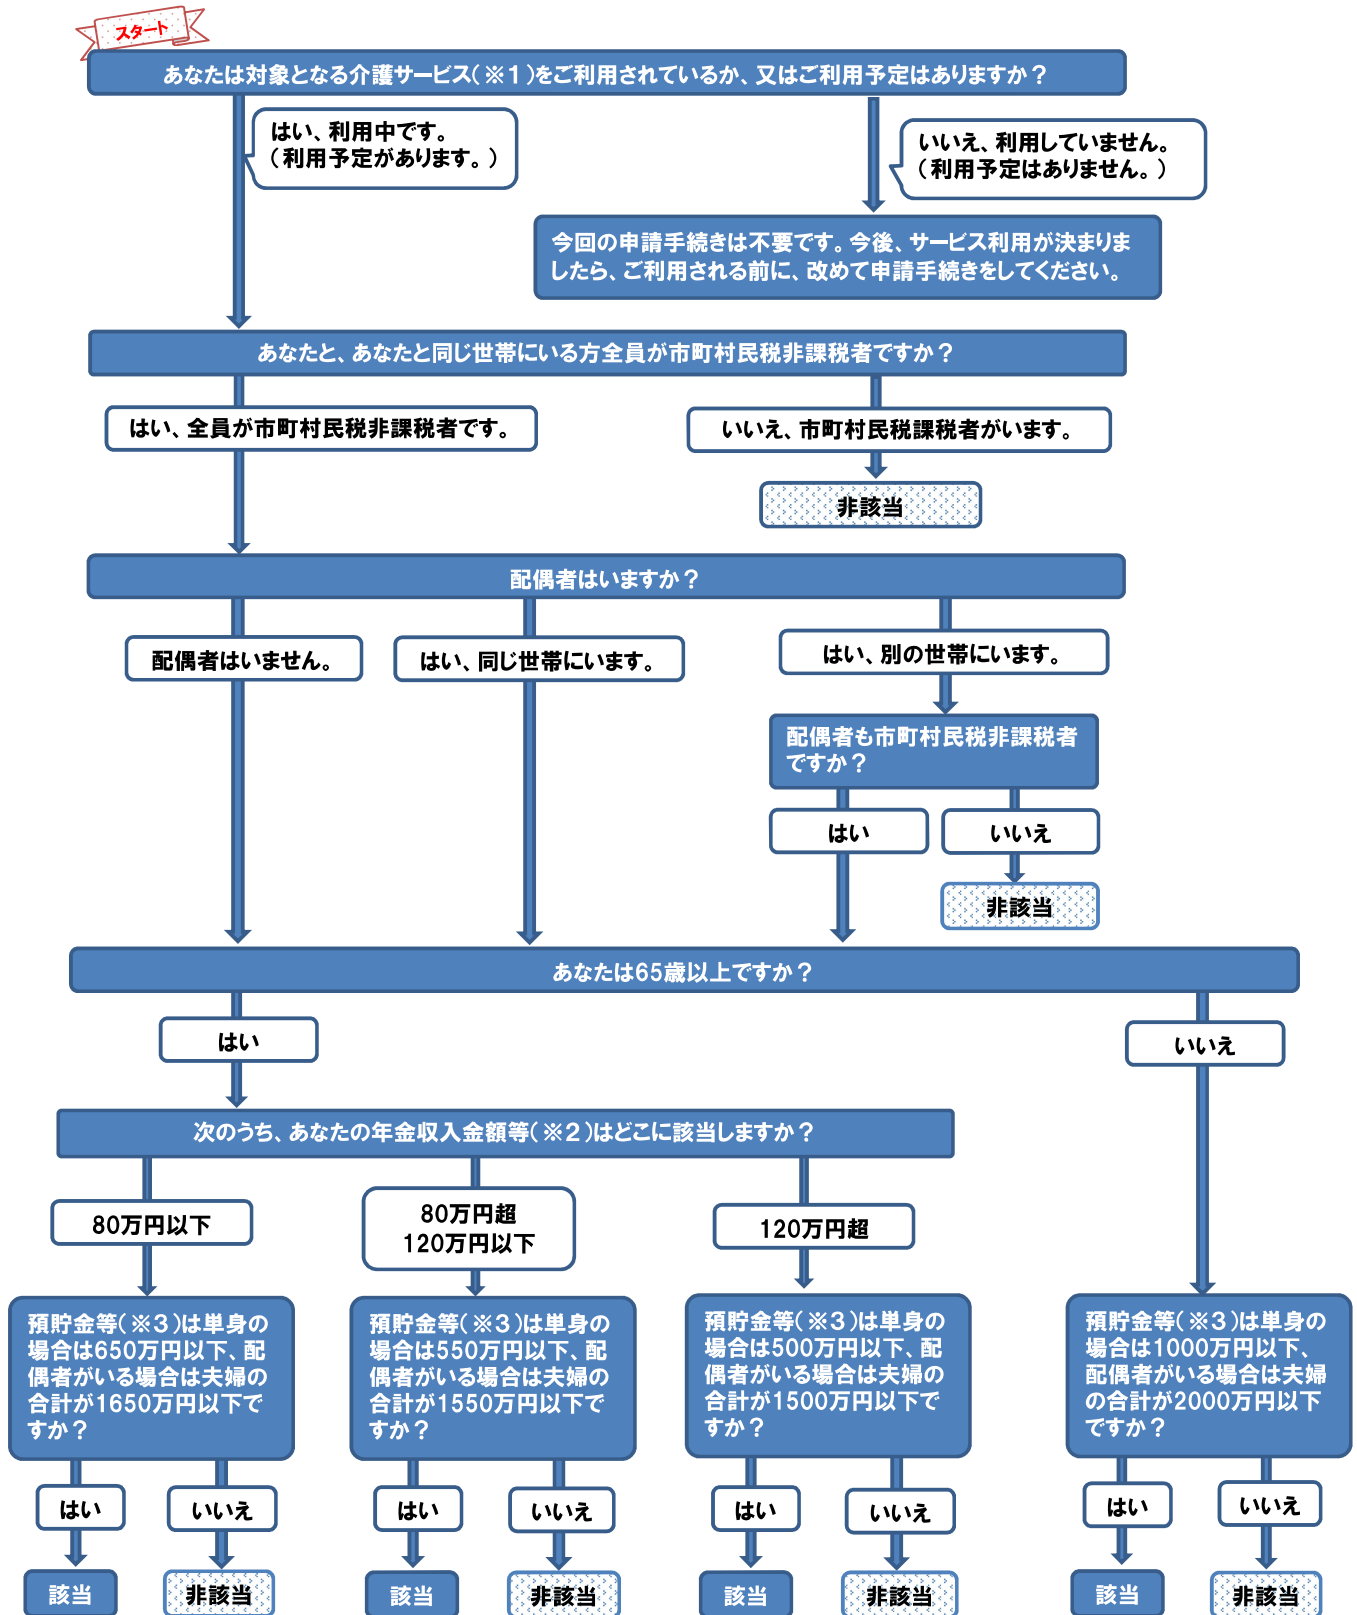 スタート
あなたは対象となる介護サービス(※1)をご利用されているか、又はご利用予定はありますか?
はい、利用中です。
(利用予定があります。)
いいえ、利用していません。
(利用予定はありません。)
今回の申請手続きは不要です。今後、サービス利用が決まりま
したら、ご利用される前に、改めて申請手続きをしてください。
あなたと、あなたと同じ世帯にいる方全員が市町村民税非課税者ですか?
はい、全員が市町村民税非課税者です。
いいえ、市町村民税課税者がいます。
非該当
配偶者はいますか?
配偶者はいません。
はい、同じ世帯にいます。
はい、別の世帯にいます。
配偶者も市町村民税非課税者
ですか?
はい
いいえ
非該当
あなたは65歳以上ですか?
はい
いいえ
次のうち、あなたの年金収入金額等(※2)はどこに該当しますか?
80万円以下
80万円超
120万円以下
120万円超
預貯金等(※3)は単身の
場合は650万円以下、配
偶者がいる場合は夫婦の
合計が1650万円以下で
すか?
預貯金等(※3)は単身の
場合は550万円以下、配
偶者がいる場合は夫婦の
合計が1550万円以下で
すか?
預貯金等(※3)は単身の
場合は500万円以下、配
偶者がいる場合は夫婦の
合計が1500万円以下で
すか?
預貯金等(※3)は単身の
場合は1000万円以下、
配偶者がいる場合は夫婦
の合計が2000万円以下
ですか?
はい
いいえ
はい
いいえ
はい
いいえ
はい
いいえ
該当
非該当
該当
非該当
該当
非該当
該当
非該当